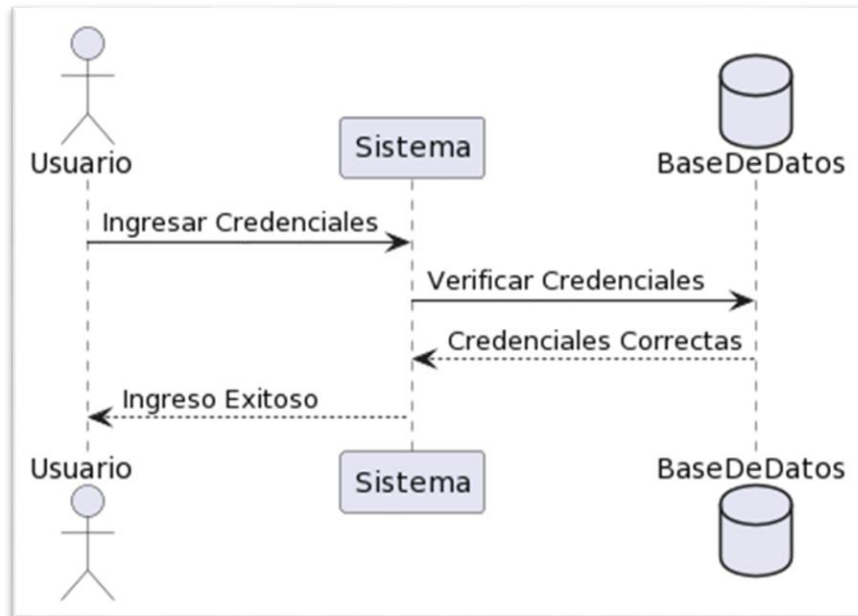 Usuario
Sistema
BaseDeDatos
Ingresar Credenciales
Verificar Credenciales
Credenciales Correctas
Ingreso Exitoso
Usuario
Sistema
BaseDeDatos